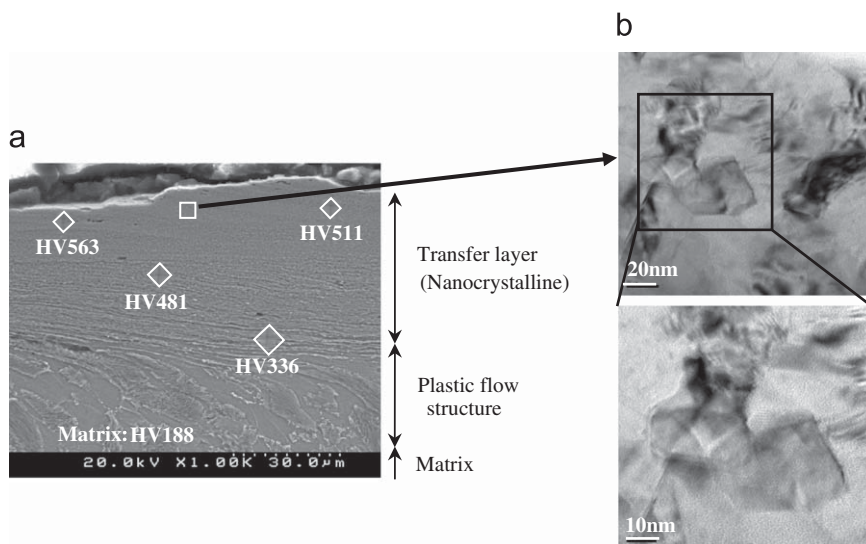 a
HV563
HV511
HV481
HV336
Matrix:HV188
20.0kV X1.00K 30.0µm
Transfer layer
(Nanocrystalline)
Plastic flow
structure
Matrix
b
20nm
10nm